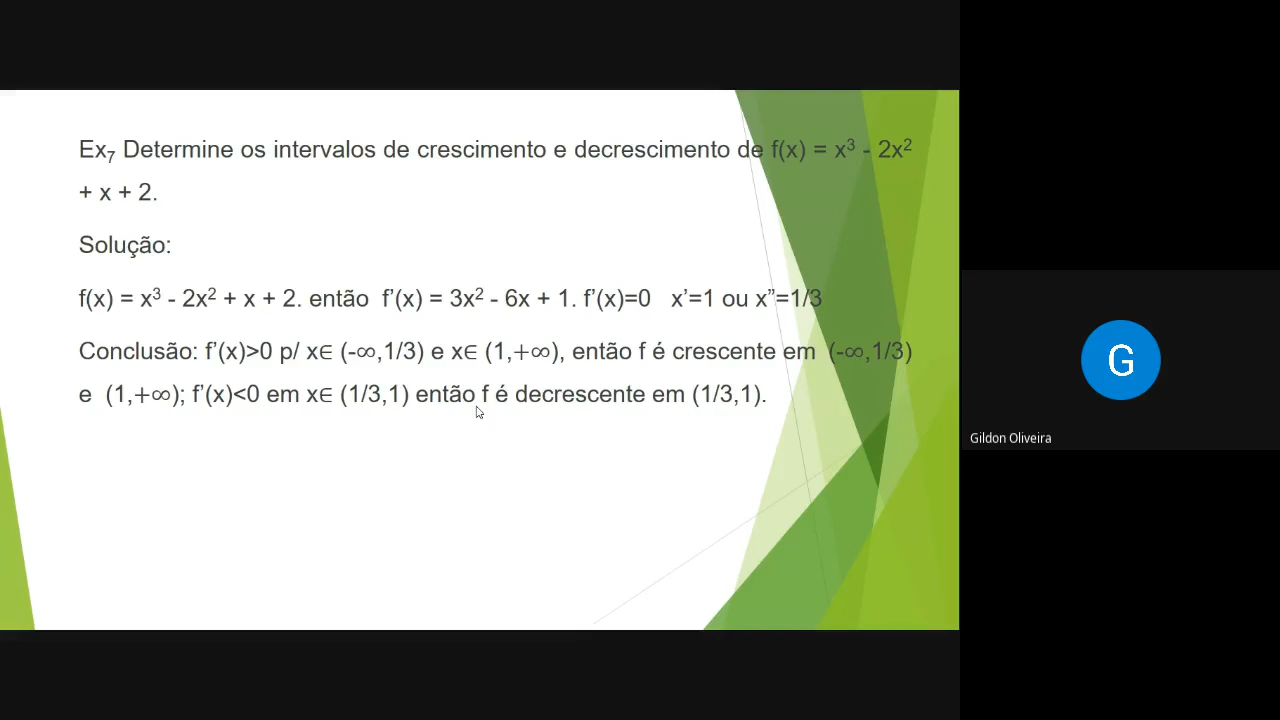 Ex₇ Determine os intervalos de crescimento e decrescimento de f(x) = x³ - 2x²
+ x + 2.
Solução:
f(x) = x³ - 2x² + x + 2. então f’(x) = 3x² - 6x + 1. f’(x)=0 x’=1 ou x”=1/3
Conclusão: f’(x)>0 p/ x∈ (-∞,1/3) e x∈ (1,+∞), então f é crescente em (-∞,1/3)
e (1,+∞); f’(x)<0 em x∈ (1/3,1) então f é decrescente em (1/3,1).
G
Gildon Oliveira